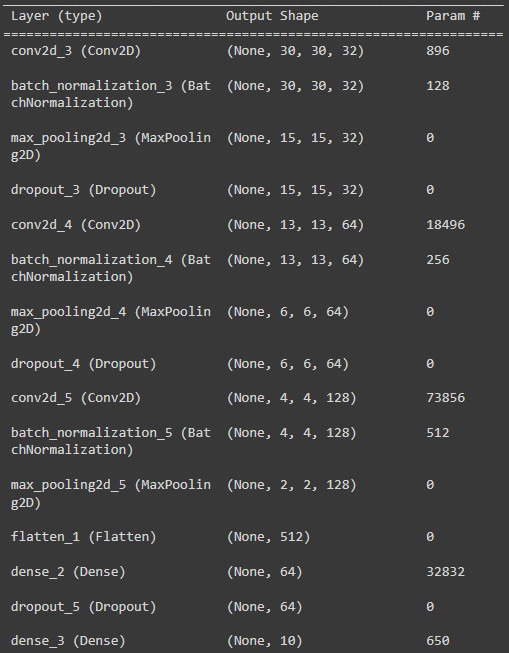 Layer (type) Output Shape Param #
=================================================================
conv2d_3 (Conv2D) (None, 30, 30, 32) 896
batch_normalization_3 (Bat (None, 30, 30, 32) 128
chNormalization)
max_pooling2d_3 (MaxPoolin (None, 15, 15, 32) 0
g2D)
dropout_3 (Dropout) (None, 15, 15, 32) 0
conv2d_4 (Conv2D) (None, 13, 13, 64) 18496
batch_normalization_4 (Bat (None, 13, 13, 64) 256
chNormalization)
max_pooling2d_4 (MaxPoolin (None, 6, 6, 64) 0
g2D)
dropout_4 (Dropout) (None, 6, 6, 64) 0
conv2d_5 (Conv2D) (None, 4, 4, 128) 73856
batch_normalization_5 (Bat (None, 4, 4, 128) 512
chNormalization)
max_pooling2d_5 (MaxPoolin (None, 2, 2, 128) 0
g2D)
flatten_1 (Flatten) (None, 512) 0
dense_2 (Dense) (None, 64) 32832
dropout_5 (Dropout) (None, 64) 0
dense_3 (Dense) (None, 10) 650